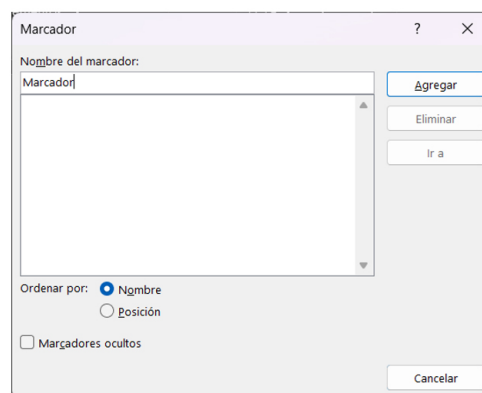 Marcador ? ×
Nombre del marcador:
Marcador
Agregar
Eliminar
Ir a
Ordenar por: Nombre
Posición
Marcadores ocultos
Cancelar